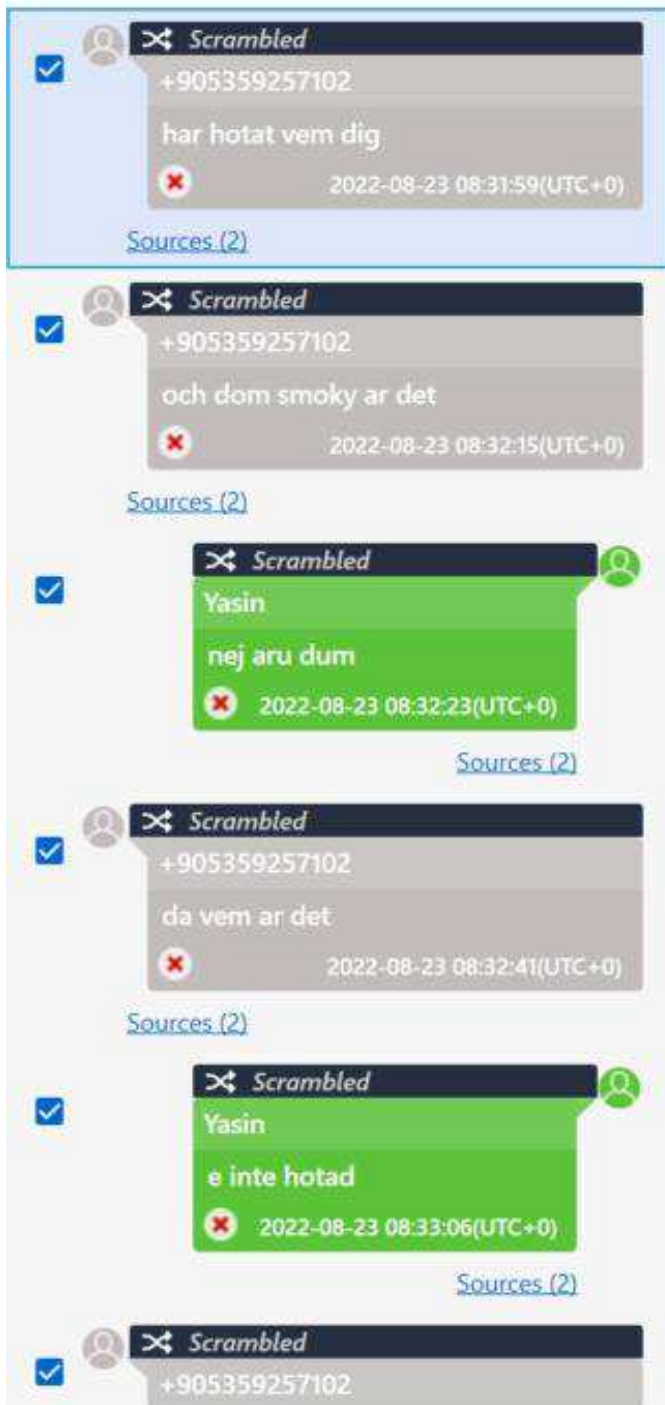 Scrambled
+905359257102
har hotat vem dig
2022-08-23 08:31:59(UTC+0)
Sources (2)
Scrambled
+905359257102
och dom smoky ar det
2022-08-23 08:32:15(UTC+0)
Sources (2)
Scrambled
Yasin
nej aru dum
2022-08-23 08:32:23(UTC+0)
Sources (2)
Scrambled
+905359257102
da vem ar det
2022-08-23 08:32:41(UTC+0)
Sources (2)
Scrambled
Yasin
e inte hotad
2022-08-23 08:33:06(UTC+0)
Sources (2)
Scrambled
+905359257102